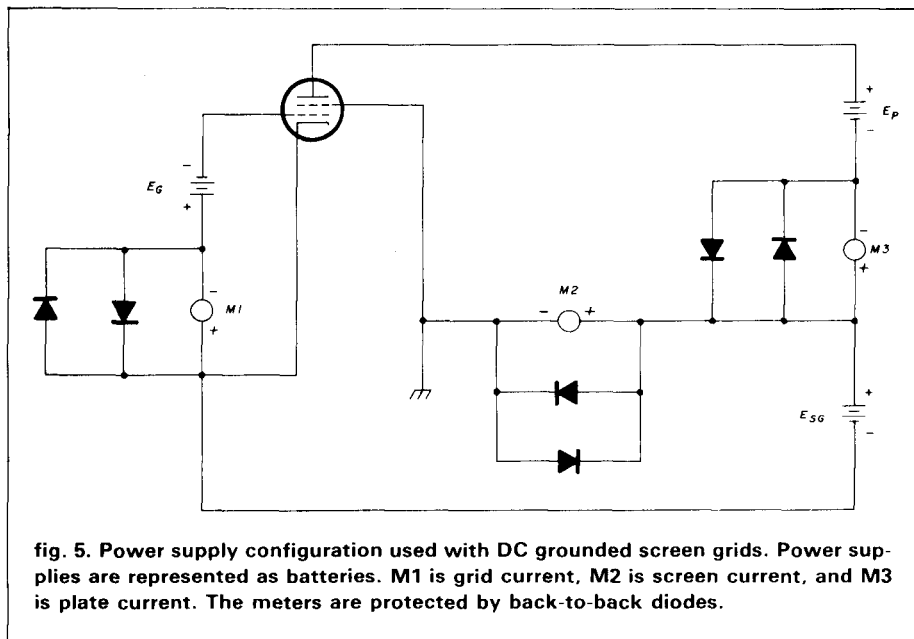 +
E_P
-
-
E_G
+
-
M3
+
M2
- +
-
M1
+
+
E_SG
-
fig. 5. Power supply configuration used with DC grounded screen grids. Power sup-
plies are represented as batteries. M1 is grid current, M2 is screen current, and M3
is plate current. The meters are protected by back-to-back diodes.